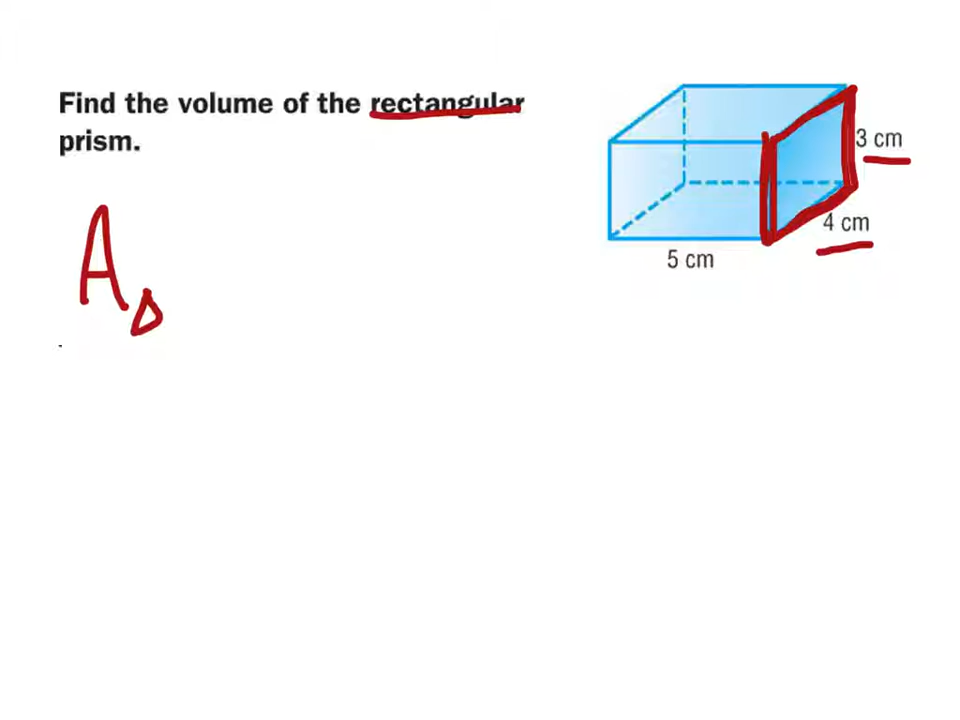 Find the volume of the rectangular
prism.
3 cm
4 cm
5 cm
A